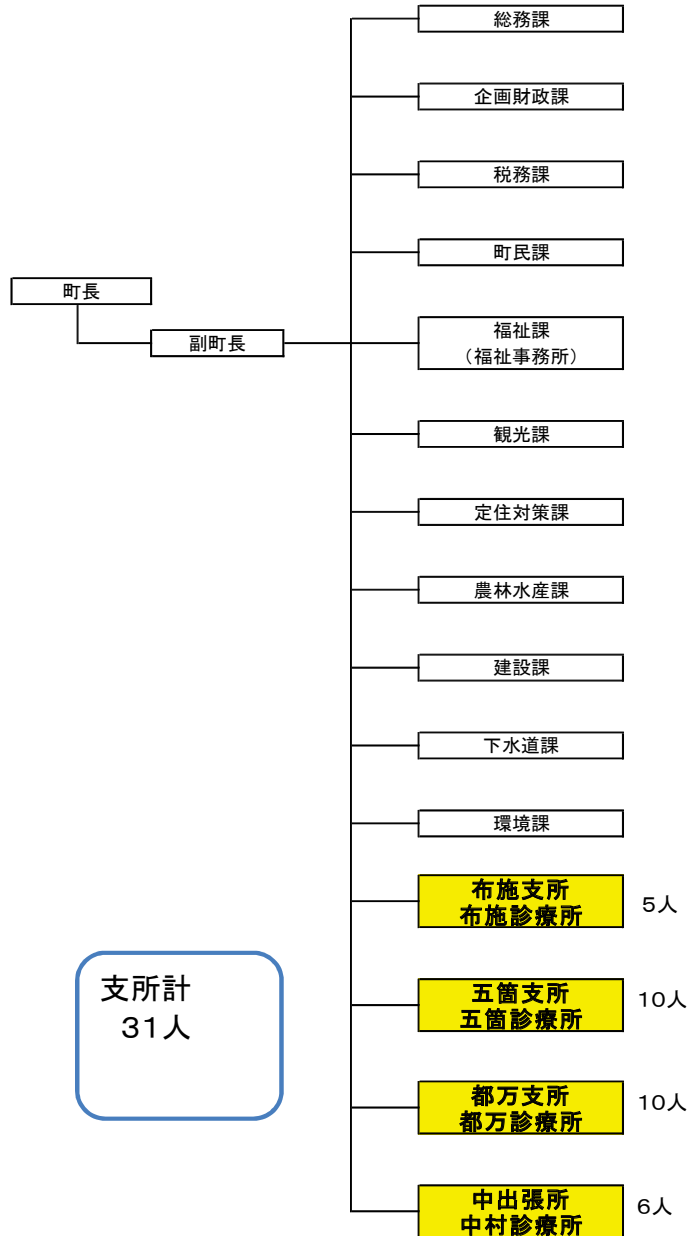 総務課
企画財政課
税務課
町民課
町長
副町長
福祉課
（福祉事務所）
観光課
定住対策課
農林水産課
建設課
下水道課
環境課
布施支所
布施診療所
5人
支所計
31人
五箇支所
五箇診療所
10人
都万支所
都万診療所
10人
中出張所
中村診療所
6人